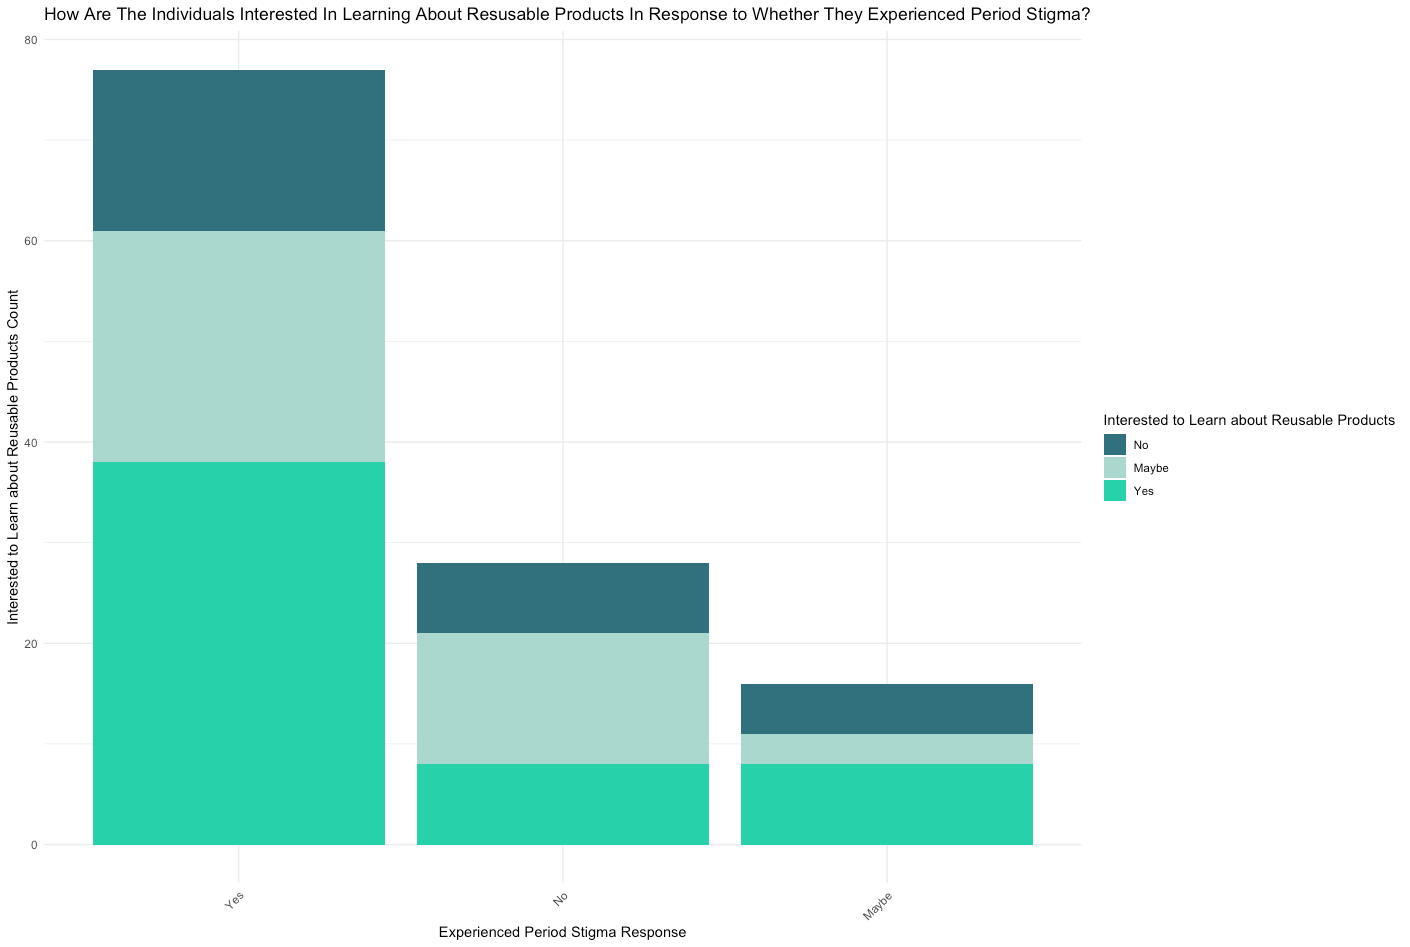 How Are The Individuals Interested In Learning About Resusable Products In Response to Whether They Experienced Period Stigma?
80
60
40
20
0
Interested to Learn about Reusable Products Count
Yes
No
Maybe
Experienced Period Stigma Response
Interested to Learn about Reusable Products
No
Maybe
Yes